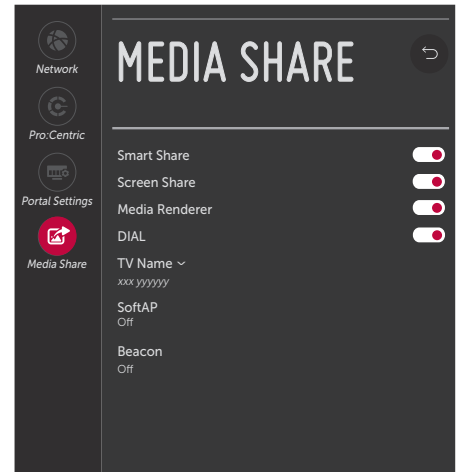 Network
Pro:Centric
Portal Settings
Media Share
MEDIA SHARE
Smart Share
Screen Share
Media Renderer
DIAL
TV Name
xxx yyyyyy
SoftAP
Off
Beacon
Off